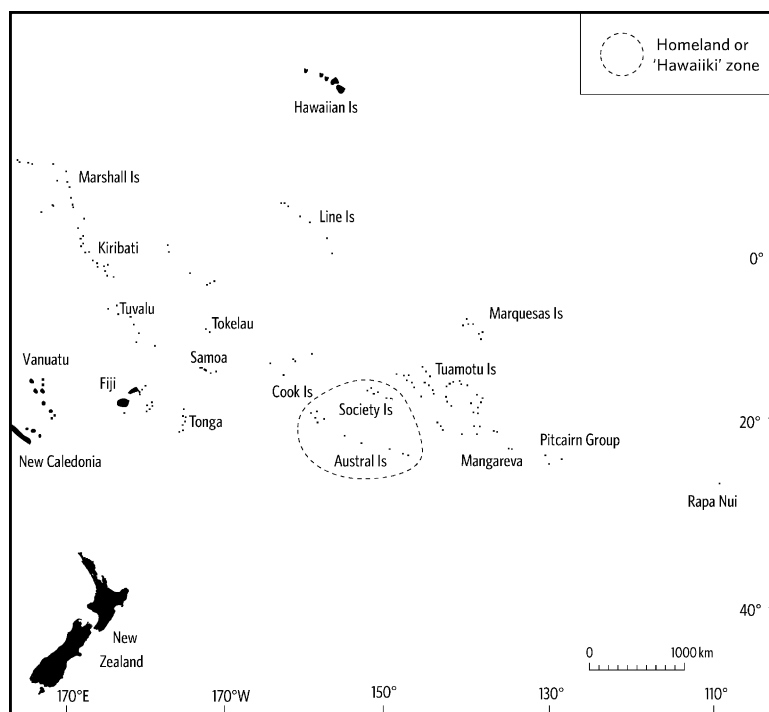 Homeland or
'Hawaiiki' zone
Hawaiian Is
Marshall Is
Line Is
Kiribati
0°
Tuvalu
Tokelau
Marquesas Is
Vanuatu
Samoa
Fiji
Cook Is
Tuamotu Is
Society Is
Tonga
20°
New Caledonia
Austral Is
Mangareva
Pitcairn Group
Rapa Nui
40°
New
Zealand
0 1000 km
170°E 170°W 150° 130° 110°